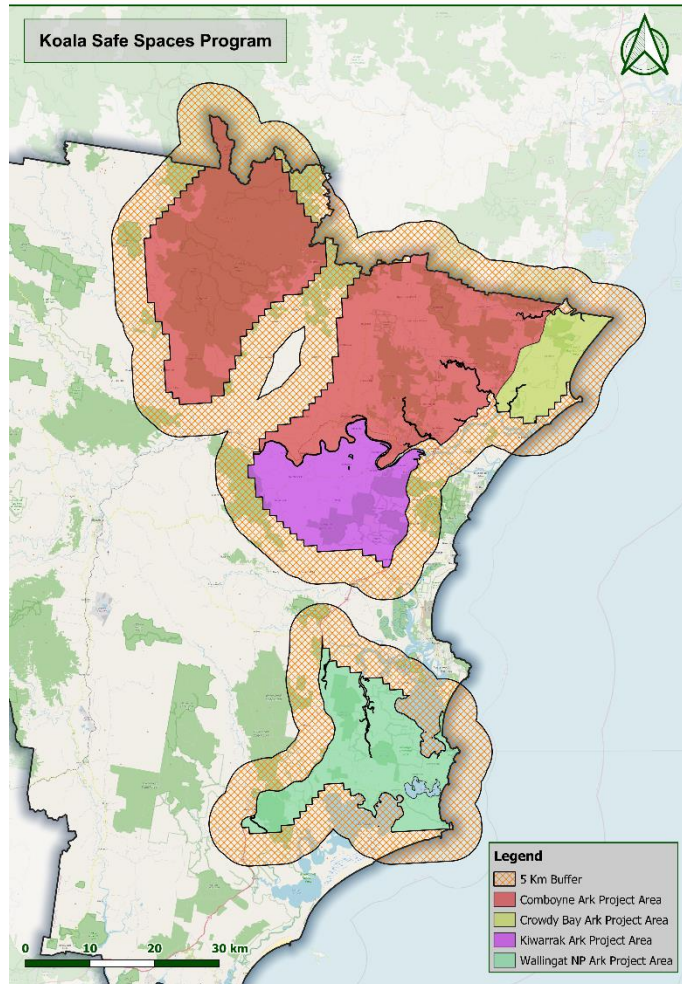 Koala Safe Spaces Program
0 10 20 30 km
Legend
5 Km Buffer
Comboyne Ark Project Area
Crowdy Bay Ark Project Area
Kiwarrak Ark Project Area
Wallingat NP Ark Project Area